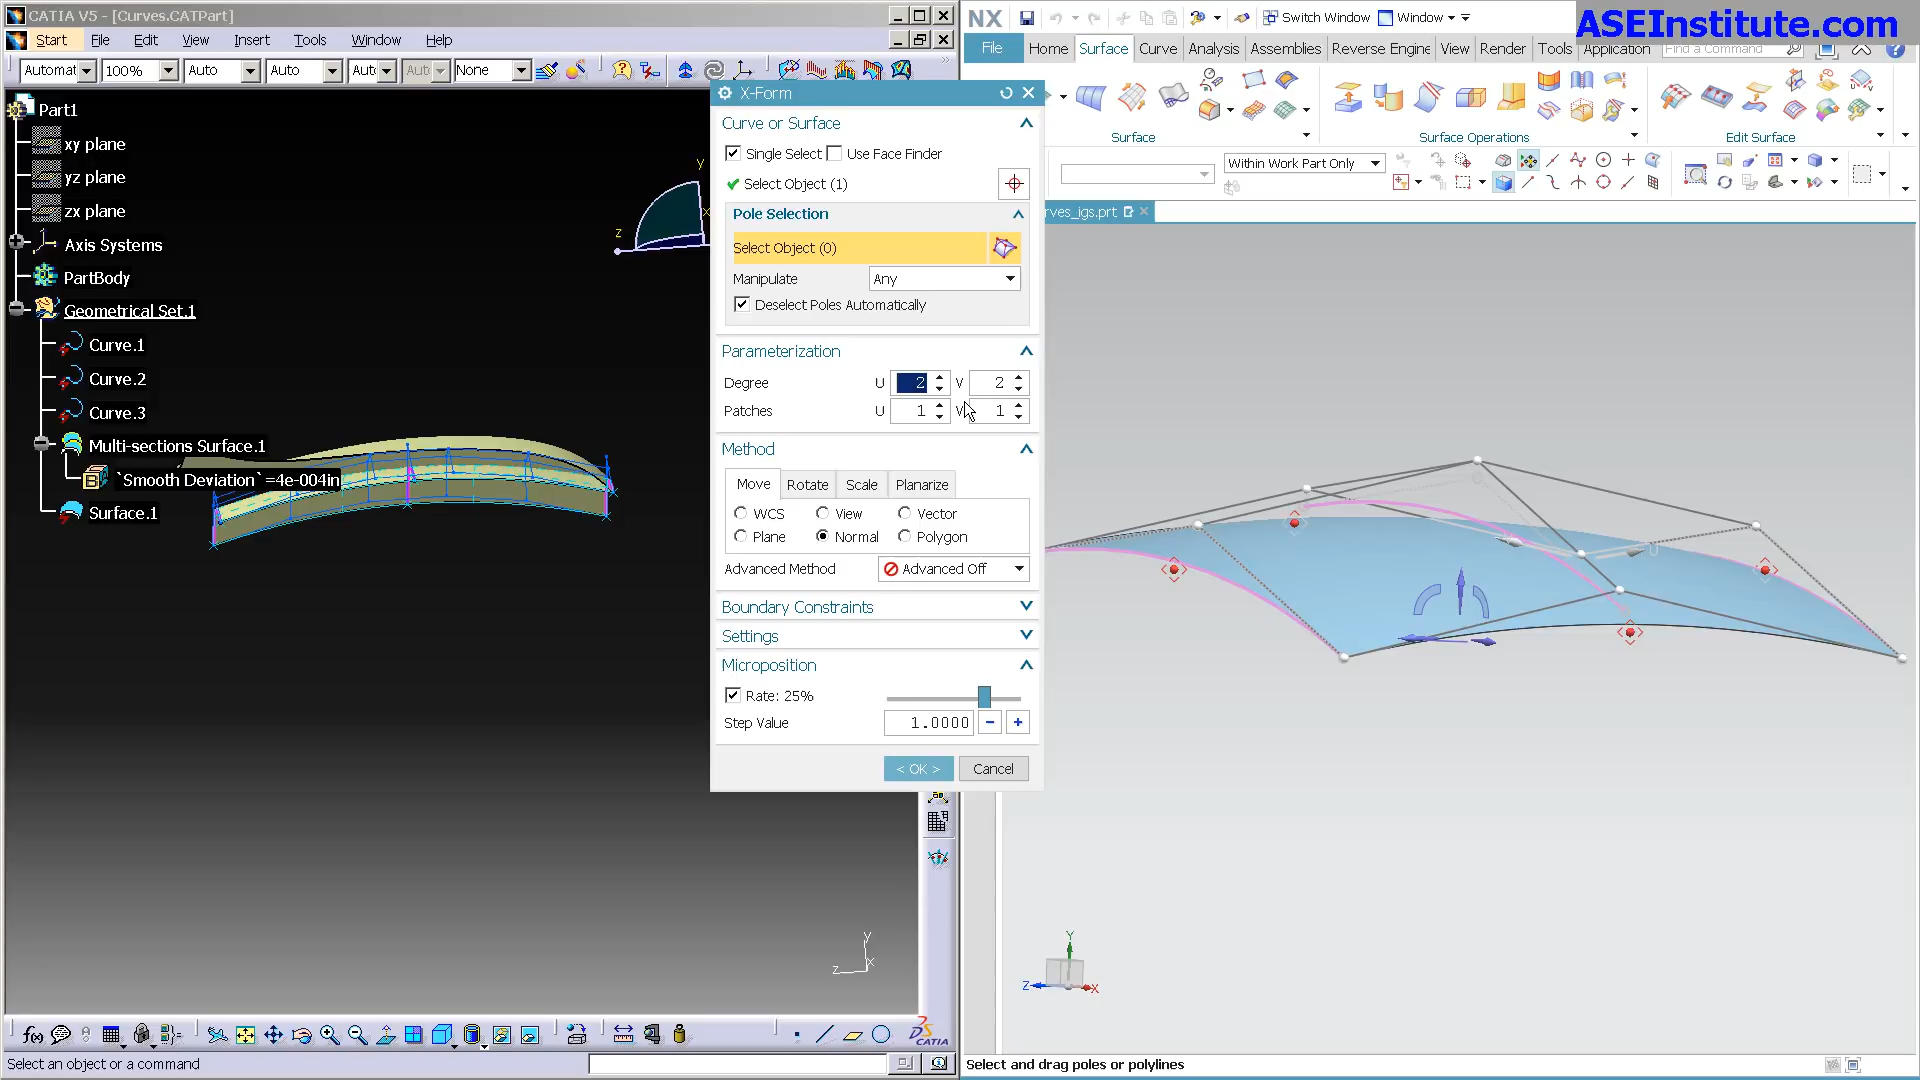 CATIA V5 - [Curves.CATPart]
Start File Edit View Insert Tools Window Help
Automat 100% Auto Auto Aut Aut None
Part1
xy plane
yz plane
zx plane
Axis Systems
PartBody
Geometrical Set.1
Curve.1
Curve.2
Curve.3
Multi-sections Surface.1
`Smooth Deviation`=4e-004in
Surface.1
y
x
z
y
x
z
CATIA
Select an object or a command
X-Form
Curve or Surface
Single Select Use Face Finder
Select Object (1)
Pole Selection
Select Object (0)
Manipulate Any
Deselect Poles Automatically
Parameterization
Degree U 2 V 2
Patches U 1 V 1
Method
Move Rotate Scale Planarize
WCS View Vector
Plane Normal Polygon
Advanced Method Advanced Off
Boundary Constraints
Settings
Microposition
Rate: 25%
Step Value 1.0000 - +
< OK > Cancel
NX Switch Window Window
ASEInstitute.com
File Home Surface Curve Analysis Assemblies Reverse Engine View Render Tools Application Find a Command
Surface Surface Operations Edit Surface
Within Work Part Only
rves_igs.prt
U
Y
Z X
Select and drag poles or polylines